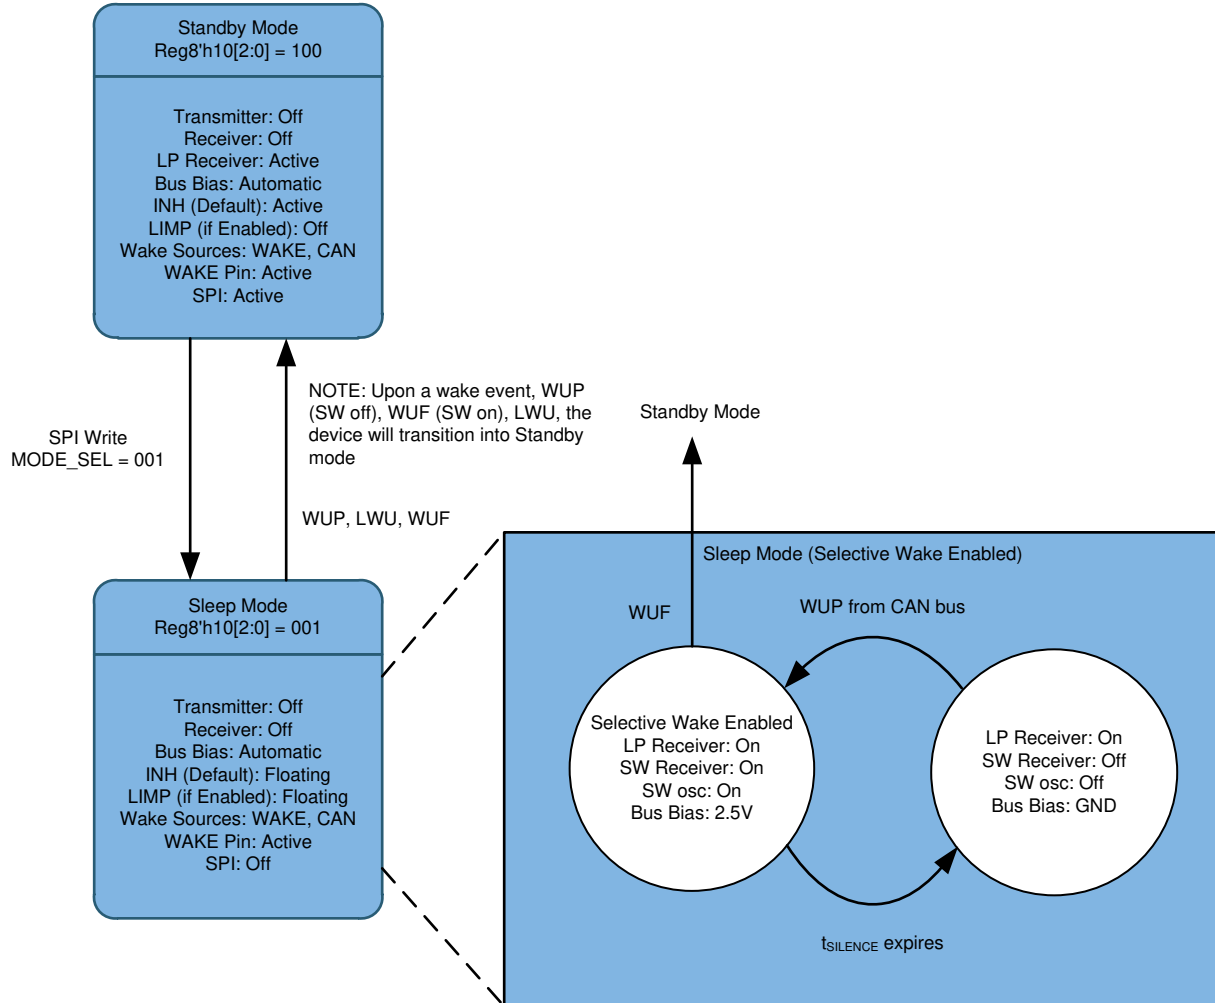 Standby Mode
Reg8'h10[2:0] = 100
Transmitter: Off
Receiver: Off
LP Receiver: Active
Bus Bias: Automatic
INH (Default): Active
LIMP (if Enabled): Off
Wake Sources: WAKE, CAN
WAKE Pin: Active
SPI: Active
SPI Write
MODE_SEL = 001
NOTE: Upon a wake event, WUP
(SW off), WUF (SW on), LWU, the
device will transition into Standby
mode
WUP, LWU, WUF
Sleep Mode
Reg8'h10[2:0] = 001
Transmitter: Off
Receiver: Off
Bus Bias: Automatic
INH (Default): Floating
LIMP (if Enabled): Floating
Wake Sources: WAKE, CAN
WAKE Pin: Active
SPI: Off
Standby Mode
Sleep Mode (Selective Wake Enabled)
WUF
WUP from CAN bus
Selective Wake Enabled
LP Receiver: On
SW Receiver: On
SW osc: On
Bus Bias: 2.5V
LP Receiver: On
SW Receiver: Off
SW osc: Off
Bus Bias: GND
tSILENCE expires